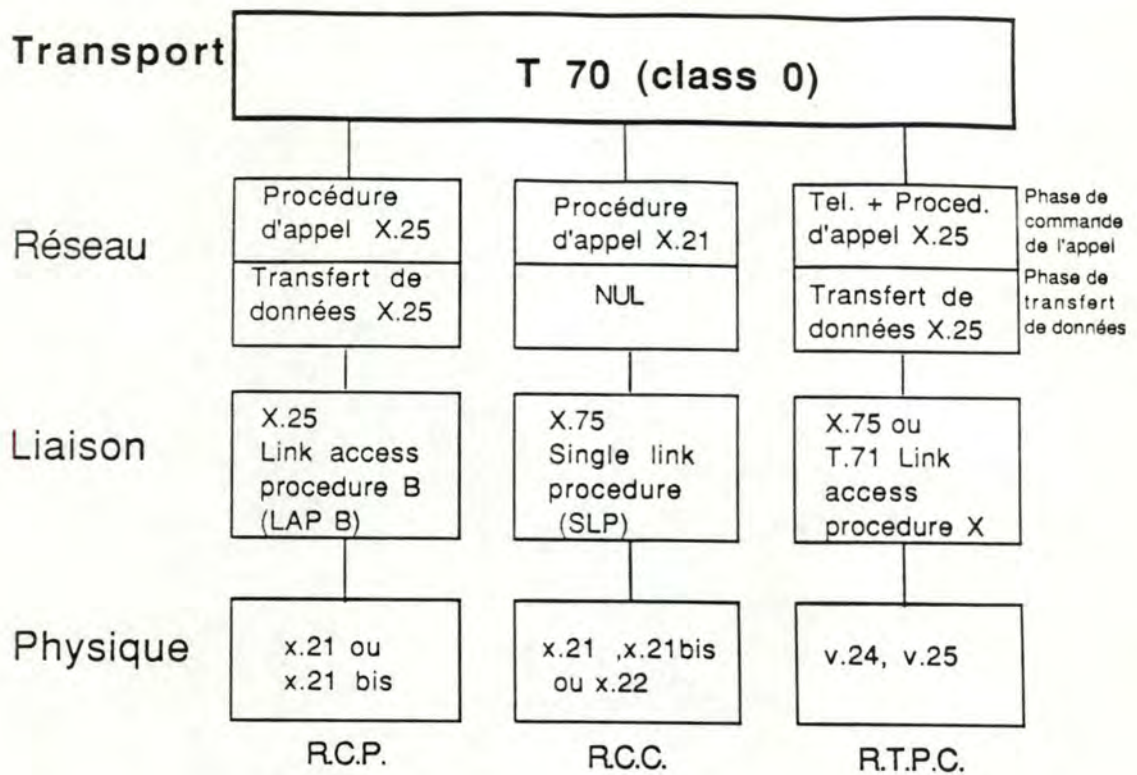 Transport
T 70 (class 0)
Réseau
Procédure
d'appel X.25
Transfert de
données X.25
Procédure
d'appel X.21
NUL
Tel. + Proced.
d'appel X.25
Transfert de
données X.25
Phase de
commande
de l'appel
Phase de
transfert
de données
Liaison
X.25
Link access
procedure B
(LAP B)
X.75
Single link
procedure
(SLP)
X.75 ou
T.71 Link
access
procedure X
Physique
x.21 ou
x.21 bis
x.21 ,x.21bis
ou x.22
v.24, v.25
R.C.P.
R.C.C.
R.T.P.C.